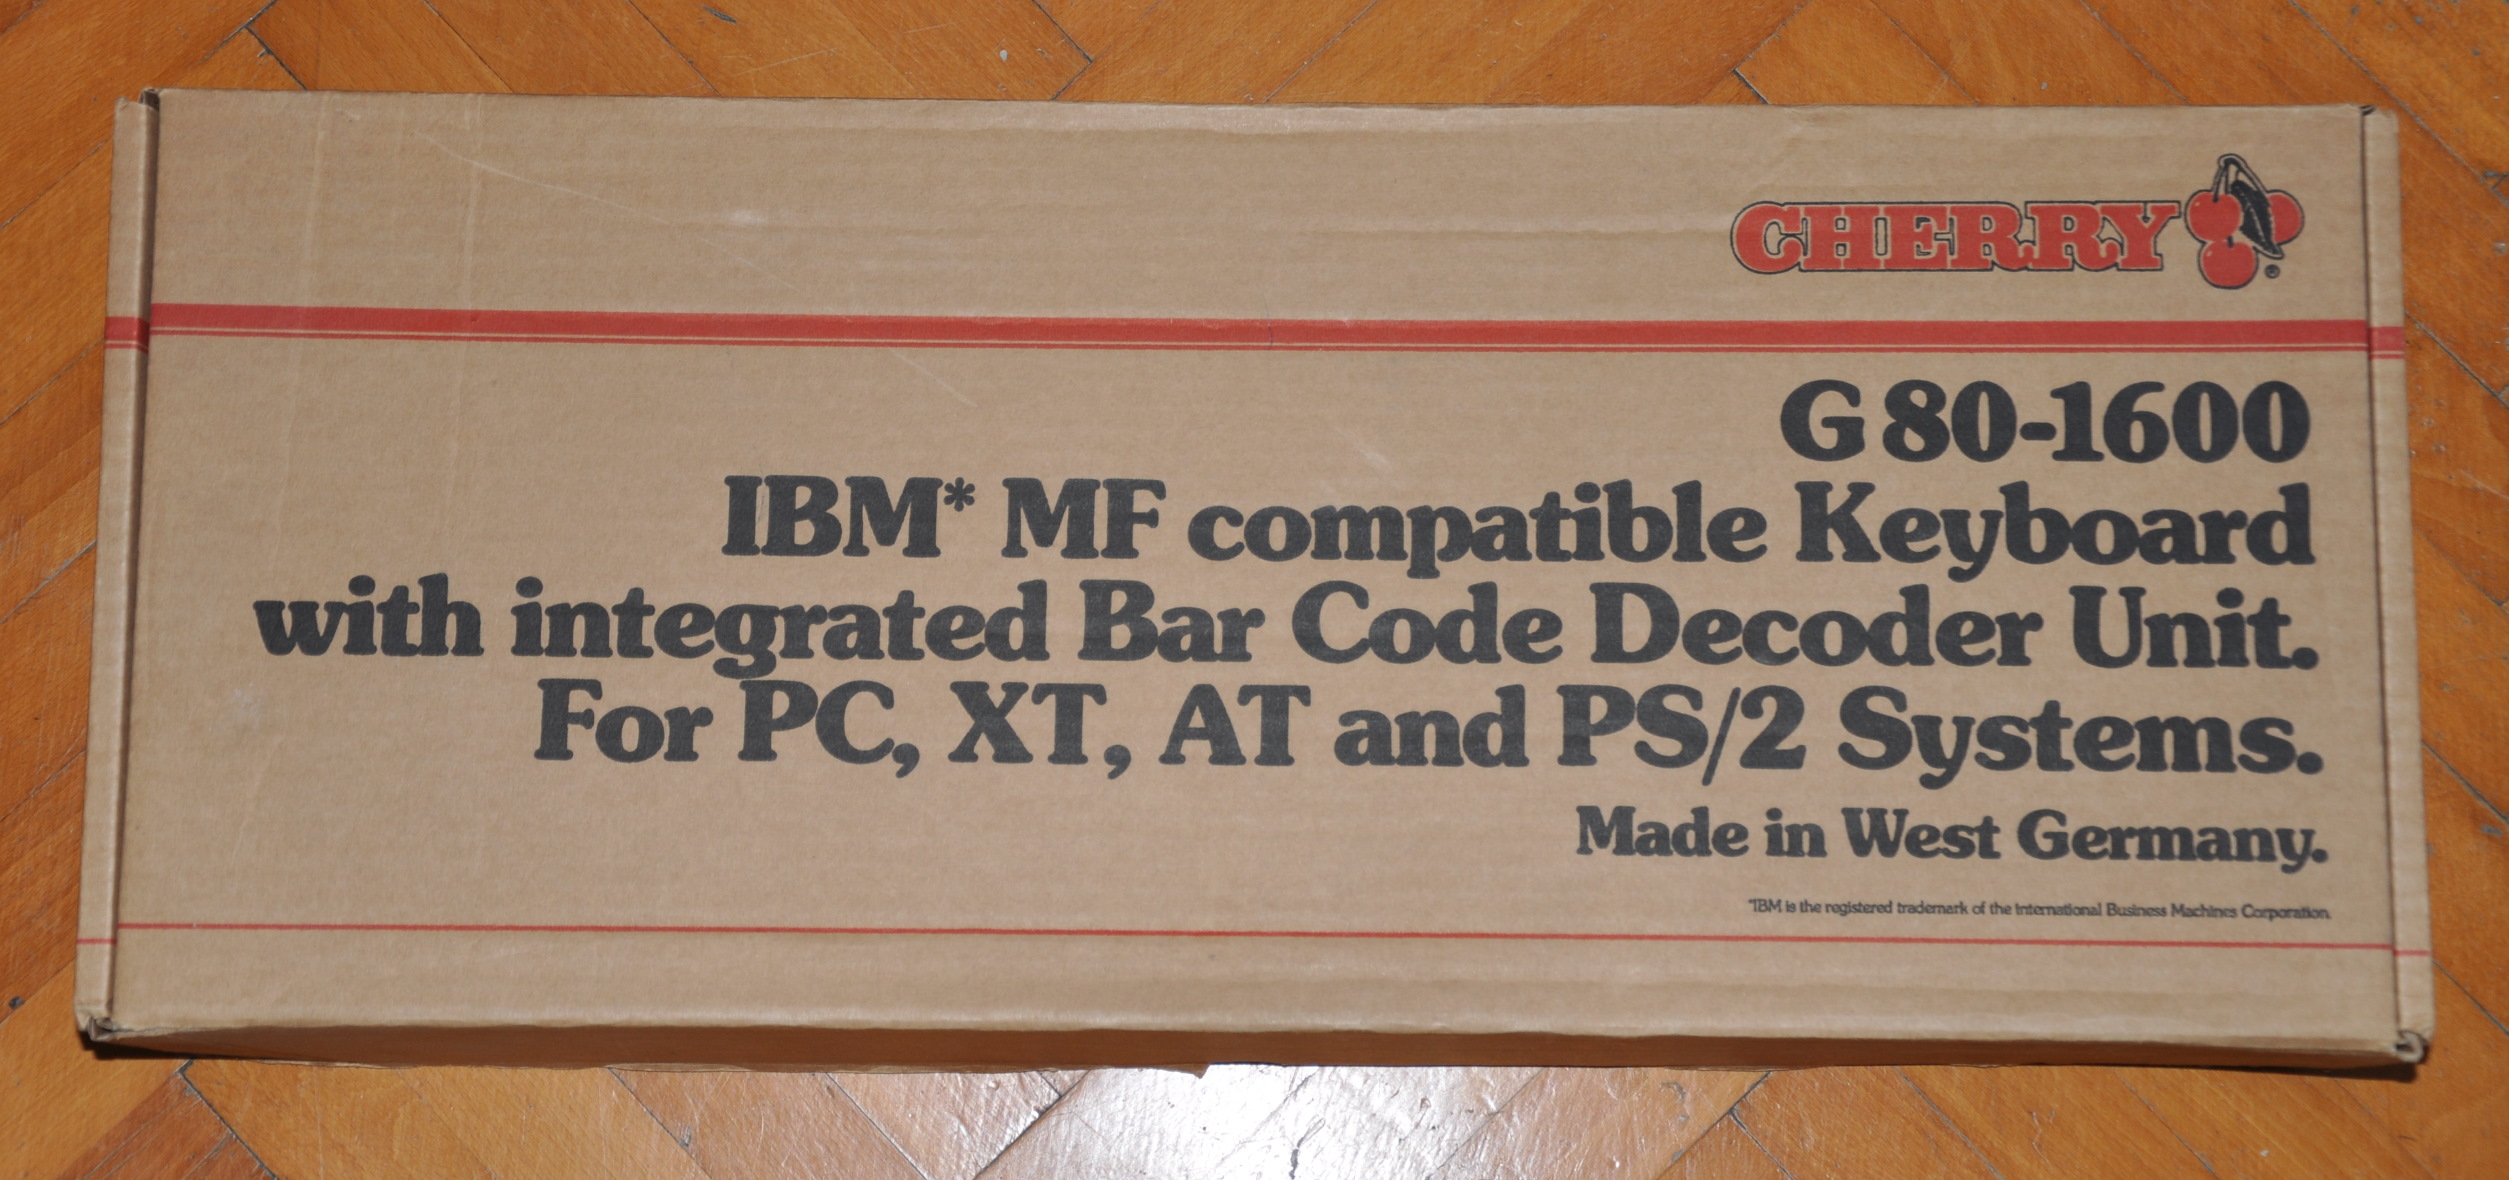 CHERRY®
G80-1600
IBM* MF compatible Keyboard
with integrated Bar Code Decoder Unit.
For PC, XT, AT and PS/2 Systems.
Made in West Germany.
*IBM is the registered trademark of the International Business Machines Corporation.